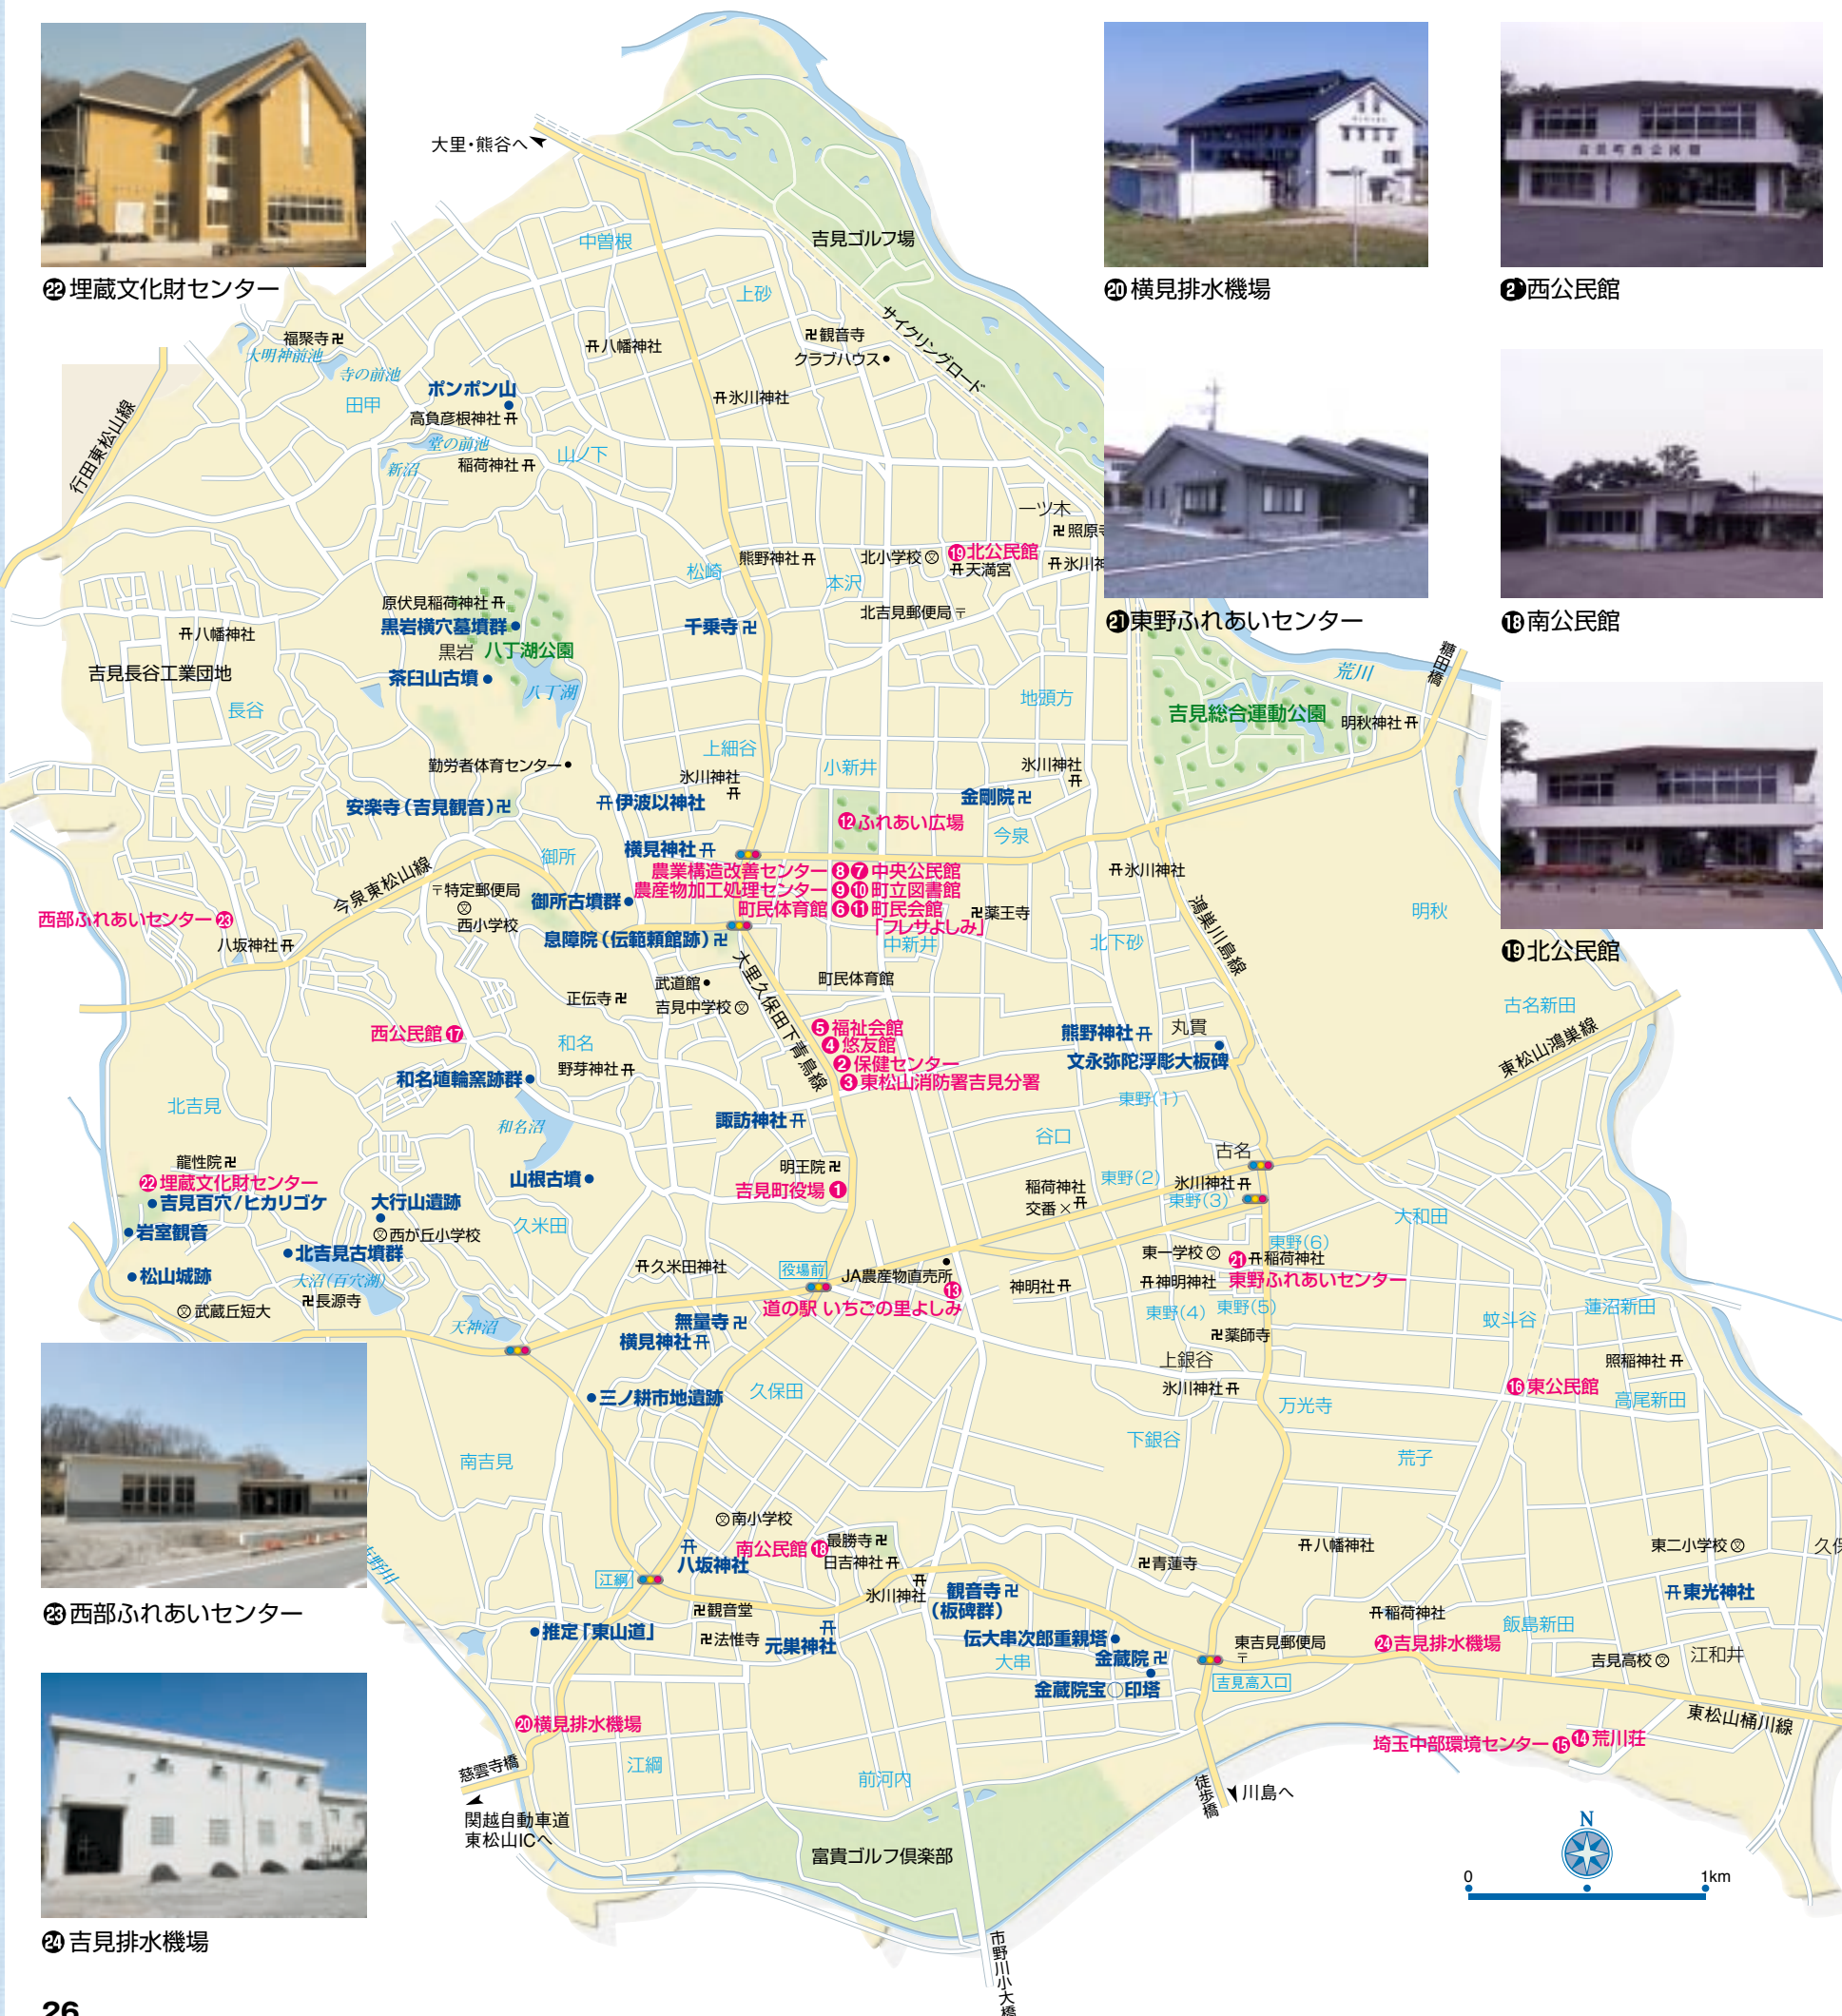 ㉒埋蔵文化財センター
⑳横見排水機場
西公民館
㉑東野ふれあいセンター
⑱南公民館
⑲北公民館
㉓西部ふれあいセンター
㉔吉見排水機場
大里・熊谷へ
中曽根
吉見ゴルフ場
上砂
サイクリングロード
福聚寺
大明神前池
寺の前池
八幡神社
観音寺
クラブハウス
行田東松山線
田甲
ポンポン山
高負彦根神社
氷川神社
堂の前池
新沼
稲荷神社
山ノ下
一ツ木
熊野神社
北小学校
⑲北公民館
天満宮
松崎
本沢
原伏見稲荷神社
北吉見郵便局〒
黒岩横穴墓墳群
千乗寺
八幡神社
黒岩
八丁湖公園
吉見長谷工業団地
茶臼山古墳
八丁湖
荒川
糠田橋
長谷
地頭方
吉見総合運動公園
明秋神社
上細谷
勤労者体育センター
小新井
氷川神社
氷川神社
安楽寺(吉見観音)
伊波以神社
金剛院
⑫ふれあい広場
今泉
横見神社
御所
今泉東松山線
農業構造改善センター⑧⑦中央公民館
氷川神社
〒特定郵便局
農産物加工処理センター⑨⑩町立図書館
御所古墳群
町民体育館⑥⑪町民会館
「フレサよしみ」
薬王寺
明秋
西部ふれあいセンター㉓
西小学校
鴻巣川島線
八坂神社
息障院(伝範頼館跡)
中新井
北下砂
大里久保田下青鳥線
武道館
町民体育館
正伝寺
吉見中学校
古名新田
西公民館⑰
⑤福祉会館
熊野神社
丸貫
和名
④悠友館
文永弥陀浮彫大板碑
東松山鴻巣線
野芽神社
②保健センター
和名埴輪窯跡群
③東松山消防署吉見分署
北吉見
東野(1)
和名沼
諏訪神社
谷口
古名
龍性院
明王院
㉒埋蔵文化財センター
山根古墳
吉見町役場①
東野(2)
氷川神社
吉見百穴/ヒカリゴケ
大行山遺跡
稲荷神社
東野(3)
交番
岩室観音
西が丘小学校
久米田
大和田
北吉見古墳群
東野(6)
東一学校
㉑稲荷神社
久米田神社
役場前
JA農産物直売所
松山城跡
大沼(百穴湖)
⑬
神明社
神明神社
東野ふれあいセンター
長源寺
武蔵丘短大
道の駅 いちごの里よしみ
東野(4)
東野(5)
蚊斗谷
蓮沼新田
天神沼
無量寺
薬師寺
横見神社
上銀谷
照稲神社
氷川神社
⑯東公民館
三ノ耕市地遺跡
久保田
万光寺
高尾新田
下銀谷
荒子
南吉見
南小学校
南公民館⑱
最勝寺
日吉神社
八坂神社
青蓮寺
八幡神社
東二小学校
江綱
氷川神社
観音寺
(板碑群)
東光神社
観音堂
稲荷神社
飯島新田
推定「東山道」
法惟寺
元巣神社
伝大串次郎重親塔
東吉見郵便局
〒
㉔吉見排水機場
大串
金蔵院
吉見高校
江和井
金蔵院宝○印塔
吉見高入口
⑳横見排水機場
東松山桶川線
埼玉中部環境センター⑮⑭荒川荘
慈雲寺橋
江綱
前河内
徒歩橋
川島へ
関越自動車道
東松山ICへ
富貴ゴルフ倶楽部
N
0
1km
市野川小大橋
26